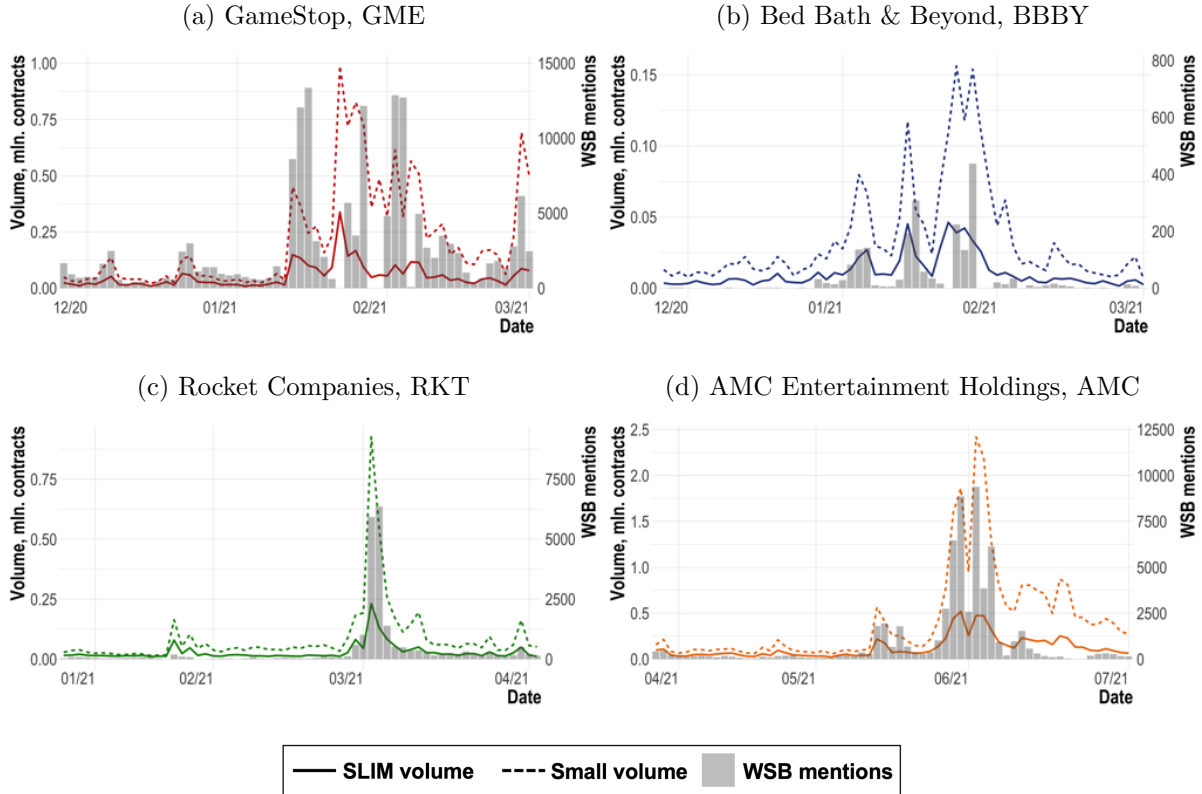 (a) GameStop, GME
Volume, mln. contracts
1.00
0.75
0.50
0.25
0.00
15000
10000
5000
0
WSB mentions
12/20 01/21 02/21 03/21
Date
(b) Bed Bath & Beyond, BBBY
Volume, mln. contracts
0.15
0.10
0.05
0.00
800
600
400
200
0
WSB mentions
12/20 01/21 02/21 03/21
Date
(c) Rocket Companies, RKT
Volume, mln. contracts
0.75
0.50
0.25
0.00
7500
5000
2500
0
WSB mentions
01/21 02/21 03/21 04/21
Date
(d) AMC Entertainment Holdings, AMC
Volume, mln. contracts
2.5
2.0
1.5
1.0
0.5
0.0
12500
10000
7500
5000
2500
0
WSB mentions
04/21 05/21 06/21 07/21
Date
SLIM volume Small volume WSB mentions